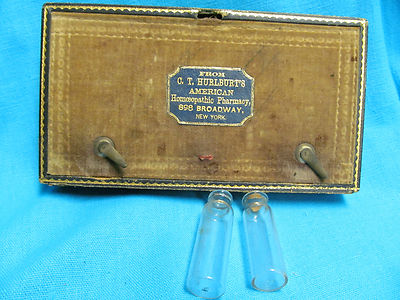 FROM
C. T. HURLBURT'S
AMERICAN
Homœopathic Pharmacy,
898 BROADWAY,
NEW YORK.